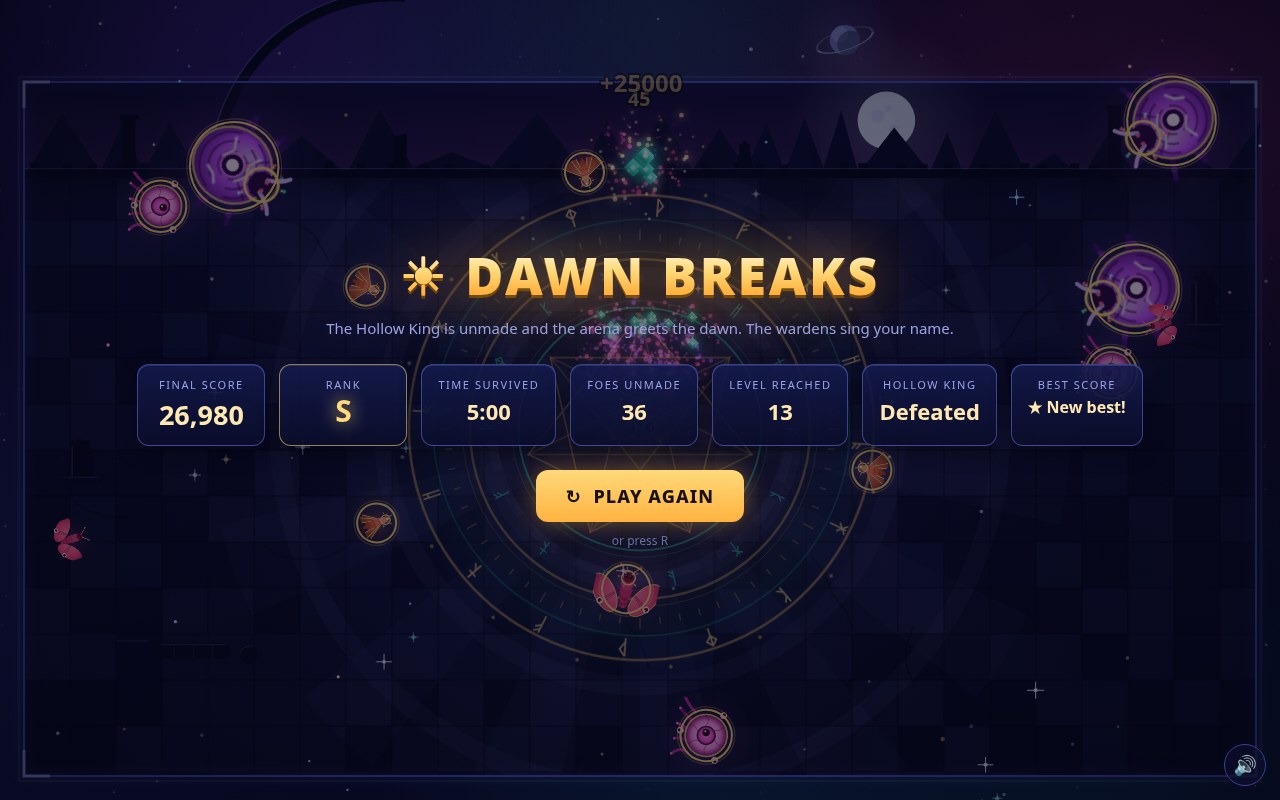 +25000
45
☀ DAWN BREAKS
The Hollow King is unmade and the arena greets the dawn. The wardens sing your name.
FINAL SCORE
26,980
RANK
S
TIME SURVIVED
5:00
FOES UNMADE
36
LEVEL REACHED
13
HOLLOW KING
Defeated
BEST SCORE
★ New best!
↻ PLAY AGAIN
or press R